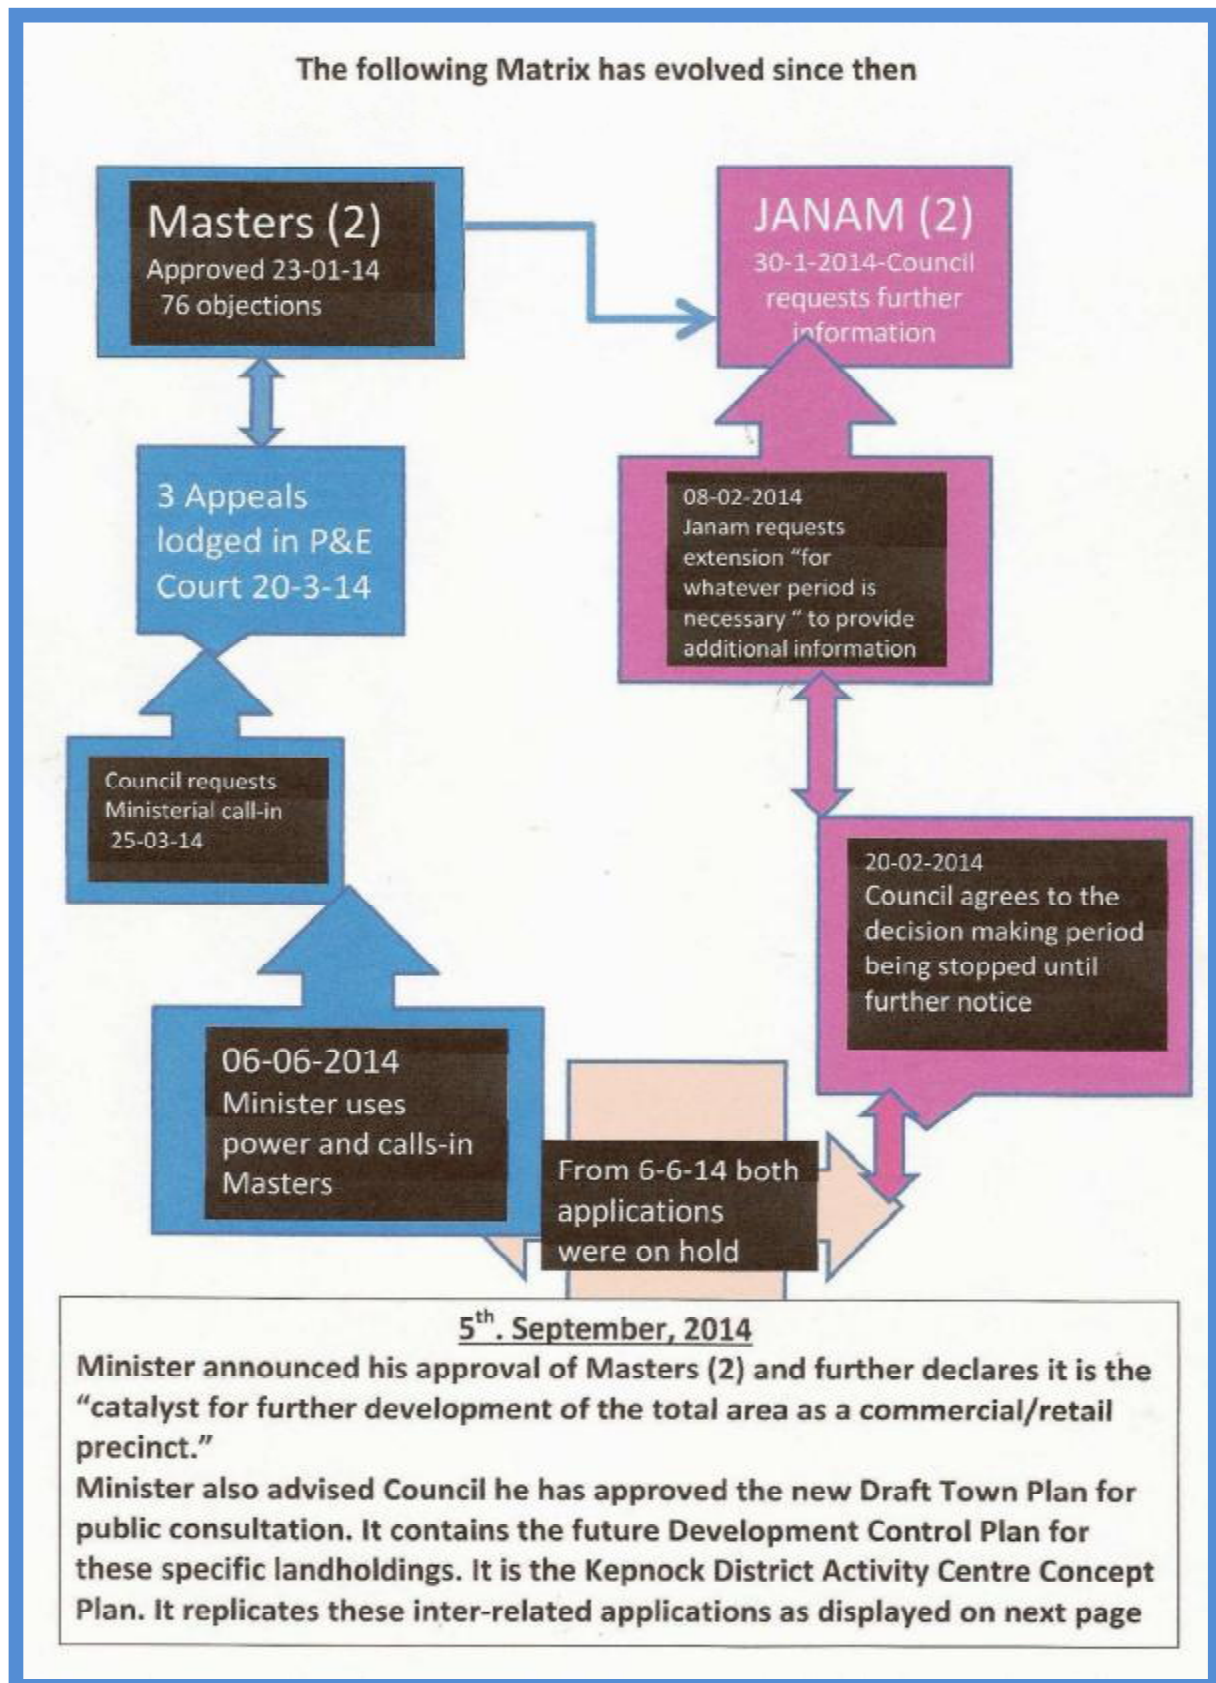 The following Matrix has evolved since then
Masters (2)
Approved 23-01-14
76 objections
JANAM (2)
30-1-2014-Council
requests further
information
3 Appeals
lodged in P&E
Court 20-3-14
08-02-2014
Janam requests
extension “for
whatever period is
necessary “ to provide
additional information
Council requests
Ministerial call-in
25-03-14
20-02-2014
Council agrees to the
decision making period
being stopped until
further notice
06-06-2014
Minister uses
power and calls-in
Masters
From 6-6-14 both
applications
were on hold
5th. September, 2014
Minister announced his approval of Masters (2) and further declares it is the
“catalyst for further development of the total area as a commercial/retail
precinct.”
Minister also advised Council he has approved the new Draft Town Plan for
public consultation. It contains the future Development Control Plan for
these specific landholdings. It is the Kepnock District Activity Centre Concept
Plan. It replicates these inter-related applications as displayed on next page